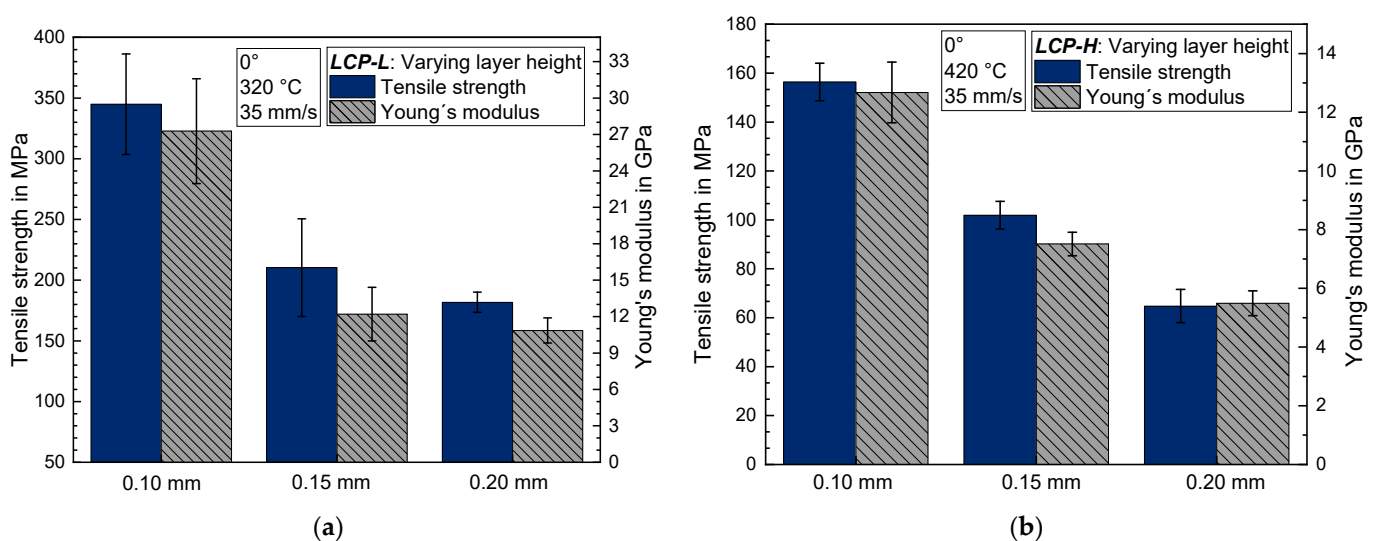 400
350
300
250
200
150
100
50
Tensile strength in MPa
0°
320 °C
35 mm/s
LCP-L: Varying layer height
Tensile strength
Young´s modulus
33
30
27
24
21
18
15
12
9
6
3
0
Young's modulus in GPa
0.10 mm
0.15 mm
0.20 mm
(a)
180
160
140
120
100
80
60
40
20
0
Tensile strength in MPa
0°
420 °C
35 mm/s
LCP-H: Varying layer height
Tensile strength
Young´s modulus
14
12
10
8
6
4
2
0
Young's modulus in GPa
0.10 mm
0.15 mm
0.20 mm
(b)